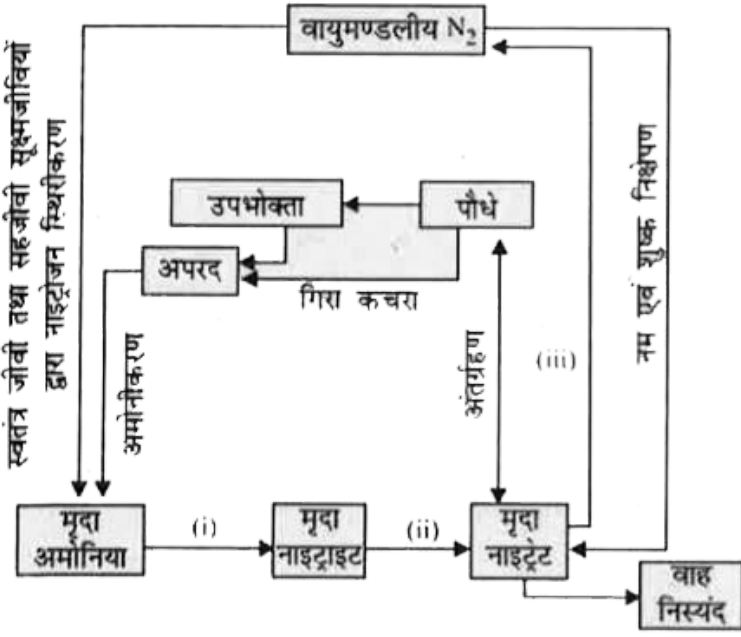 वायुमण्डलीय N₂
स्वतंत्र जीवी तथा सहजीवी सूक्ष्मजीवियों
द्वारा नाइट्रोजन स्थिरीकरण
नम एवं शुष्क निक्षेपण
उपभोक्ता
पौधे
अपरद
गिरा कचरा
अमोनीकरण
अंतर्ग्रहण
(iii)
मृदा
अमोनिया
(i)
मृदा
नाइट्राइट
(ii)
मृदा
नाइट्रेट
वाह
निस्यंद